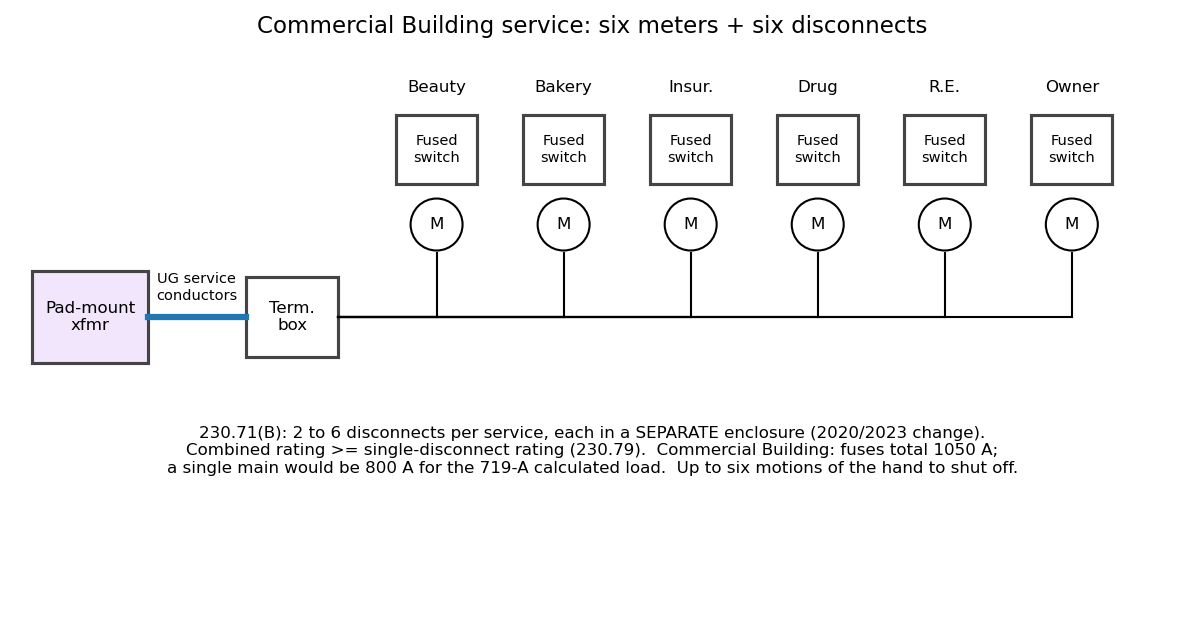 Commercial Building service: six meters + six disconnects
Beauty
Bakery
Insur.
Drug
R.E.
Owner
Fused
switch
Fused
switch
Fused
switch
Fused
switch
Fused
switch
Fused
switch
M
M
M
M
M
M
UG service
conductors
Pad-mount
xfmr
Term.
box
230.71(B): 2 to 6 disconnects per service, each in a SEPARATE enclosure (2020/2023 change).
Combined rating >= single-disconnect rating (230.79).  Commercial Building: fuses total 1050 A;
a single main would be 800 A for the 719-A calculated load.  Up to six motions of the hand to shut off.